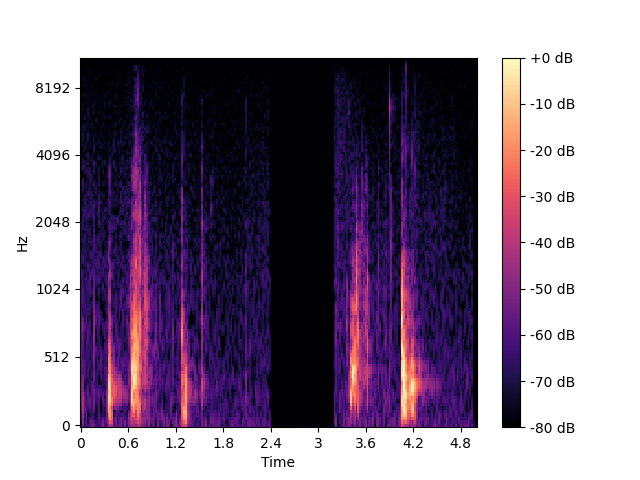 8192
4096
2048
1024
512
0
Hz
0 0.6 1.2 1.8 2.4 3 3.6 4.2 4.8
Time
+0 dB
-10 dB
-20 dB
-30 dB
-40 dB
-50 dB
-60 dB
-70 dB
-80 dB